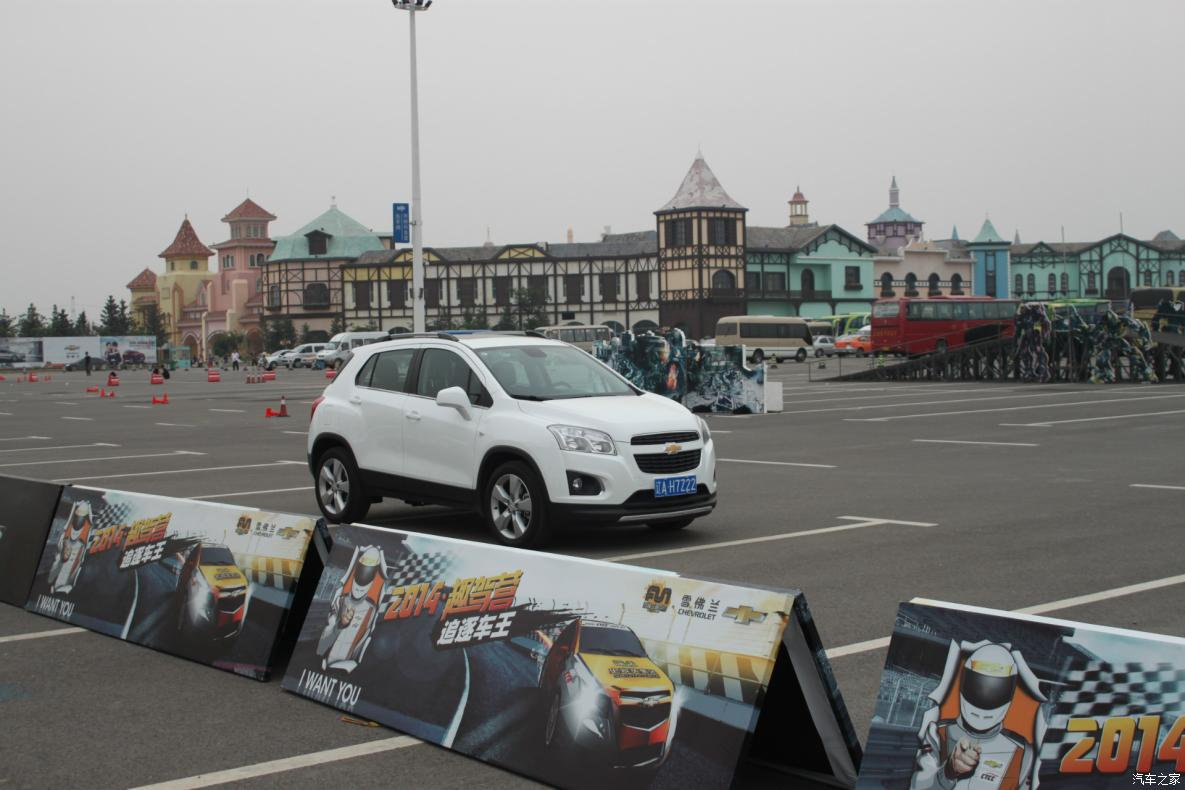 辽A·H7222
2014·超驾营
追逐车王
雪佛兰
CHEVROLET
I WANT YOU
2014·超驾营
追逐车王
雪佛兰
CHEVROLET
I WANT YOU
2014
CTCC
汽车之家